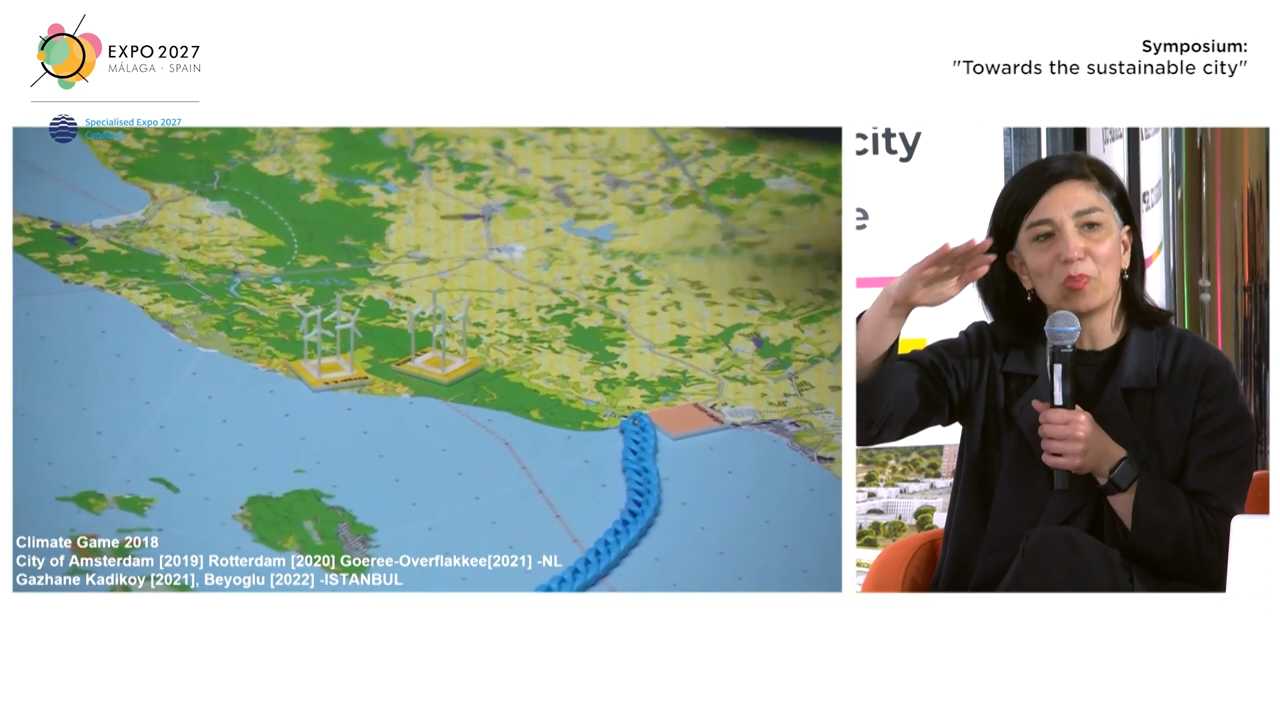 EXPO 2027
MÁLAGA · SPAIN
Symposium:
"Towards the sustainable city"
Specialised Expo 2027
city
e
Climate Game 2018
City of Amsterdam [2019] Rotterdam [2020] Goeree-Overflakkee[2021] -NL
Gazhane Kadikoy [2021], Beyoglu [2022] -ISTANBUL